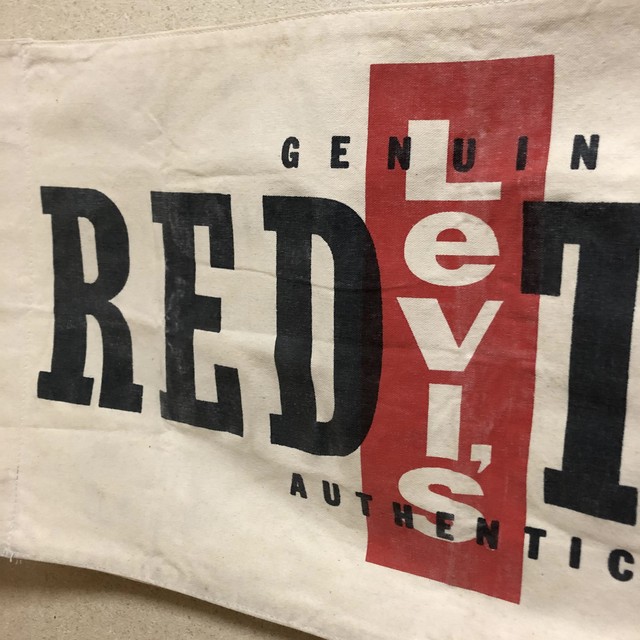 GENUIN
RED T
Levi's
AUTHENTIC